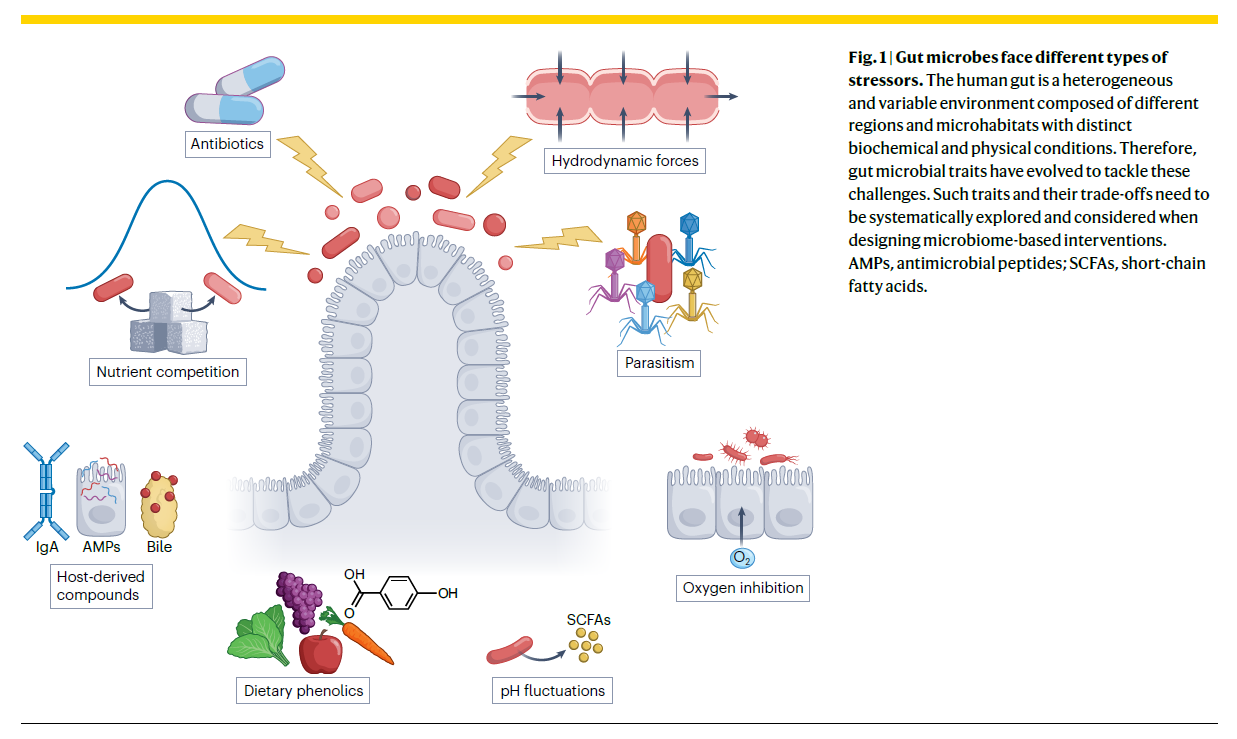 Antibiotics
Hydrodynamic forces
Nutrient competition
Parasitism
IgA
AMPs
Bile
Host-derived
compounds
OH
O
OH
Dietary phenolics
SCFAs
pH fluctuations
O2
Oxygen inhibition
Fig. 1 | Gut microbes face different types of
stressors. The human gut is a heterogeneous
and variable environment composed of different
regions and microhabitats with distinct
biochemical and physical conditions. Therefore,
gut microbial traits have evolved to tackle these
challenges. Such traits and their trade-offs need to
be systematically explored and considered when
designing microbiome-based interventions.
AMPs, antimicrobial peptides; SCFAs, short-chain
fatty acids.